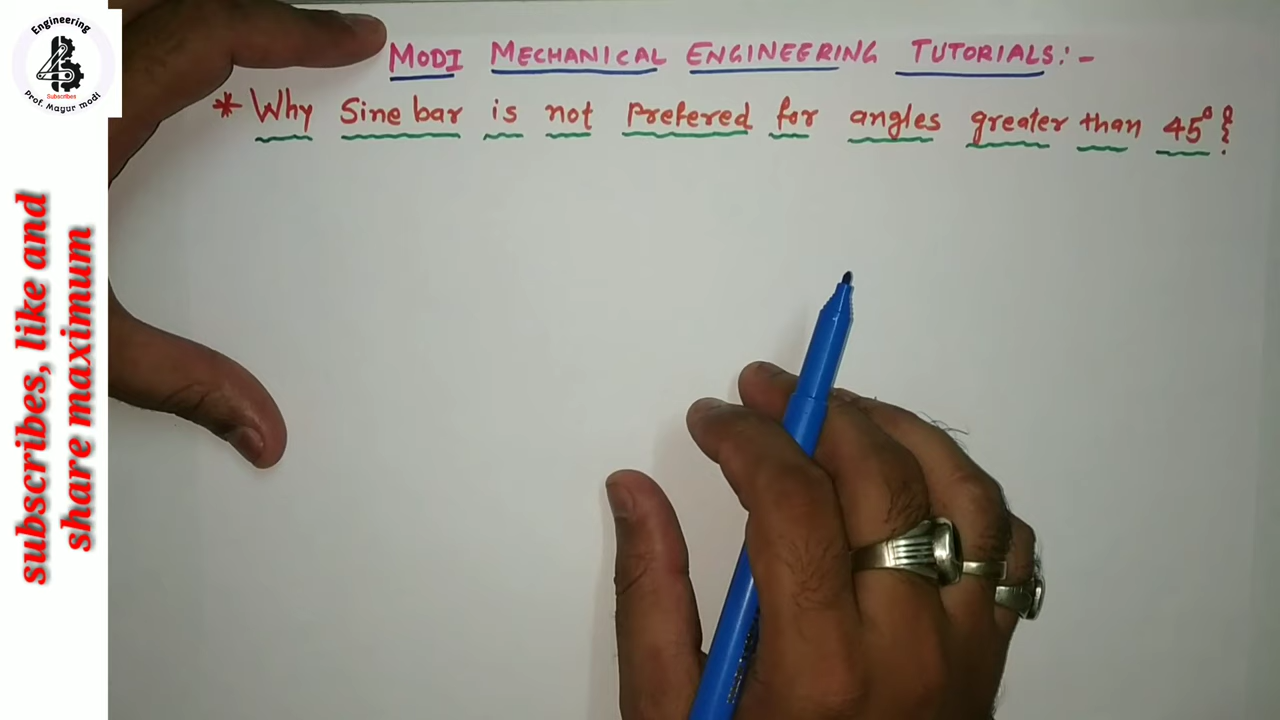 Engineering
Subscribes
Prof. Mayur modi
subscribes, like and
share maximum
MODI MECHANICAL ENGINEERING TUTORIALS:-
* Why Sine bar is not Prefered for angles greater than 45°?